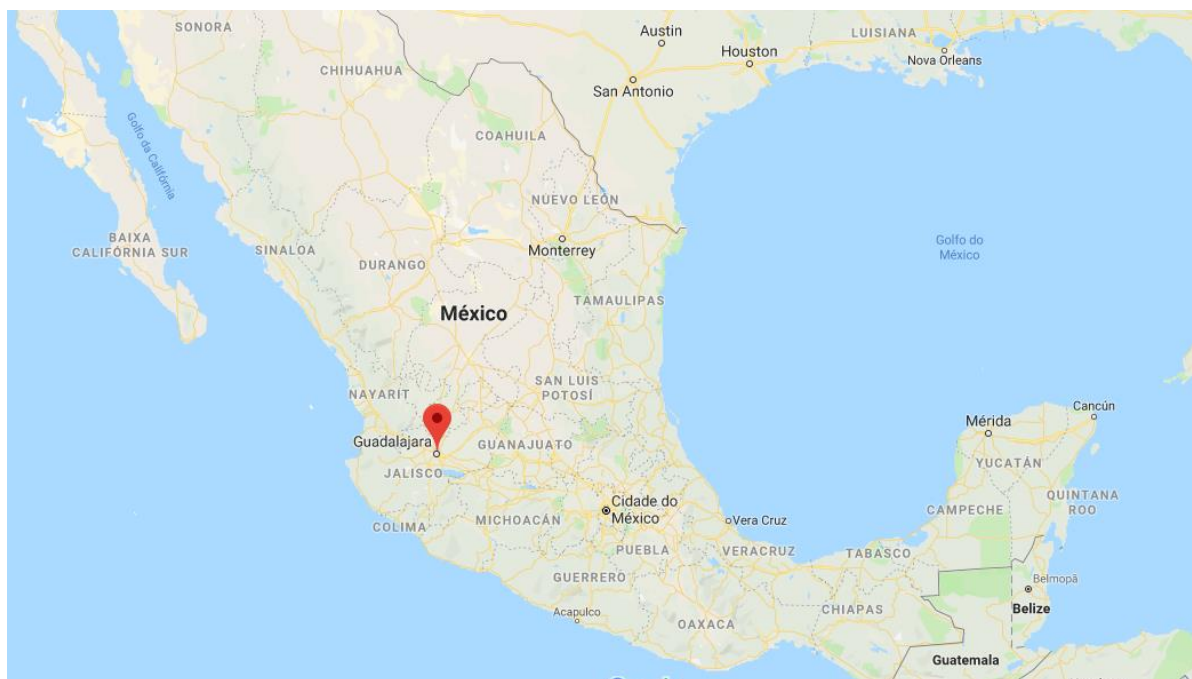 SONORA
Austin
Houston
LUISIANA
Nova Orleans
CHIHUAHUA
San Antonio
Golfo da Califórnia
COAHUILA
NUEVO LEÓN
BAIXA
CALIFÓRNIA SUR
SINALOA
Monterrey
Golfo do
México
DURANGO
TAMAULIPAS
México
SAN LUIS
POTOSÍ
NAYARIT
Cancún
Mérida
Guadalajara
GUANAJUATO
JALISCO
YUCATÁN
QUINTANA
ROO
Cidade do
México
CAMPECHE
COLIMA
MICHOACÁN
Vera Cruz
PUEBLA
VERACRUZ
TABASCO
GUERRERO
Belmopã
Belize
Acapulco
CHIAPAS
OAXACA
Guatemala